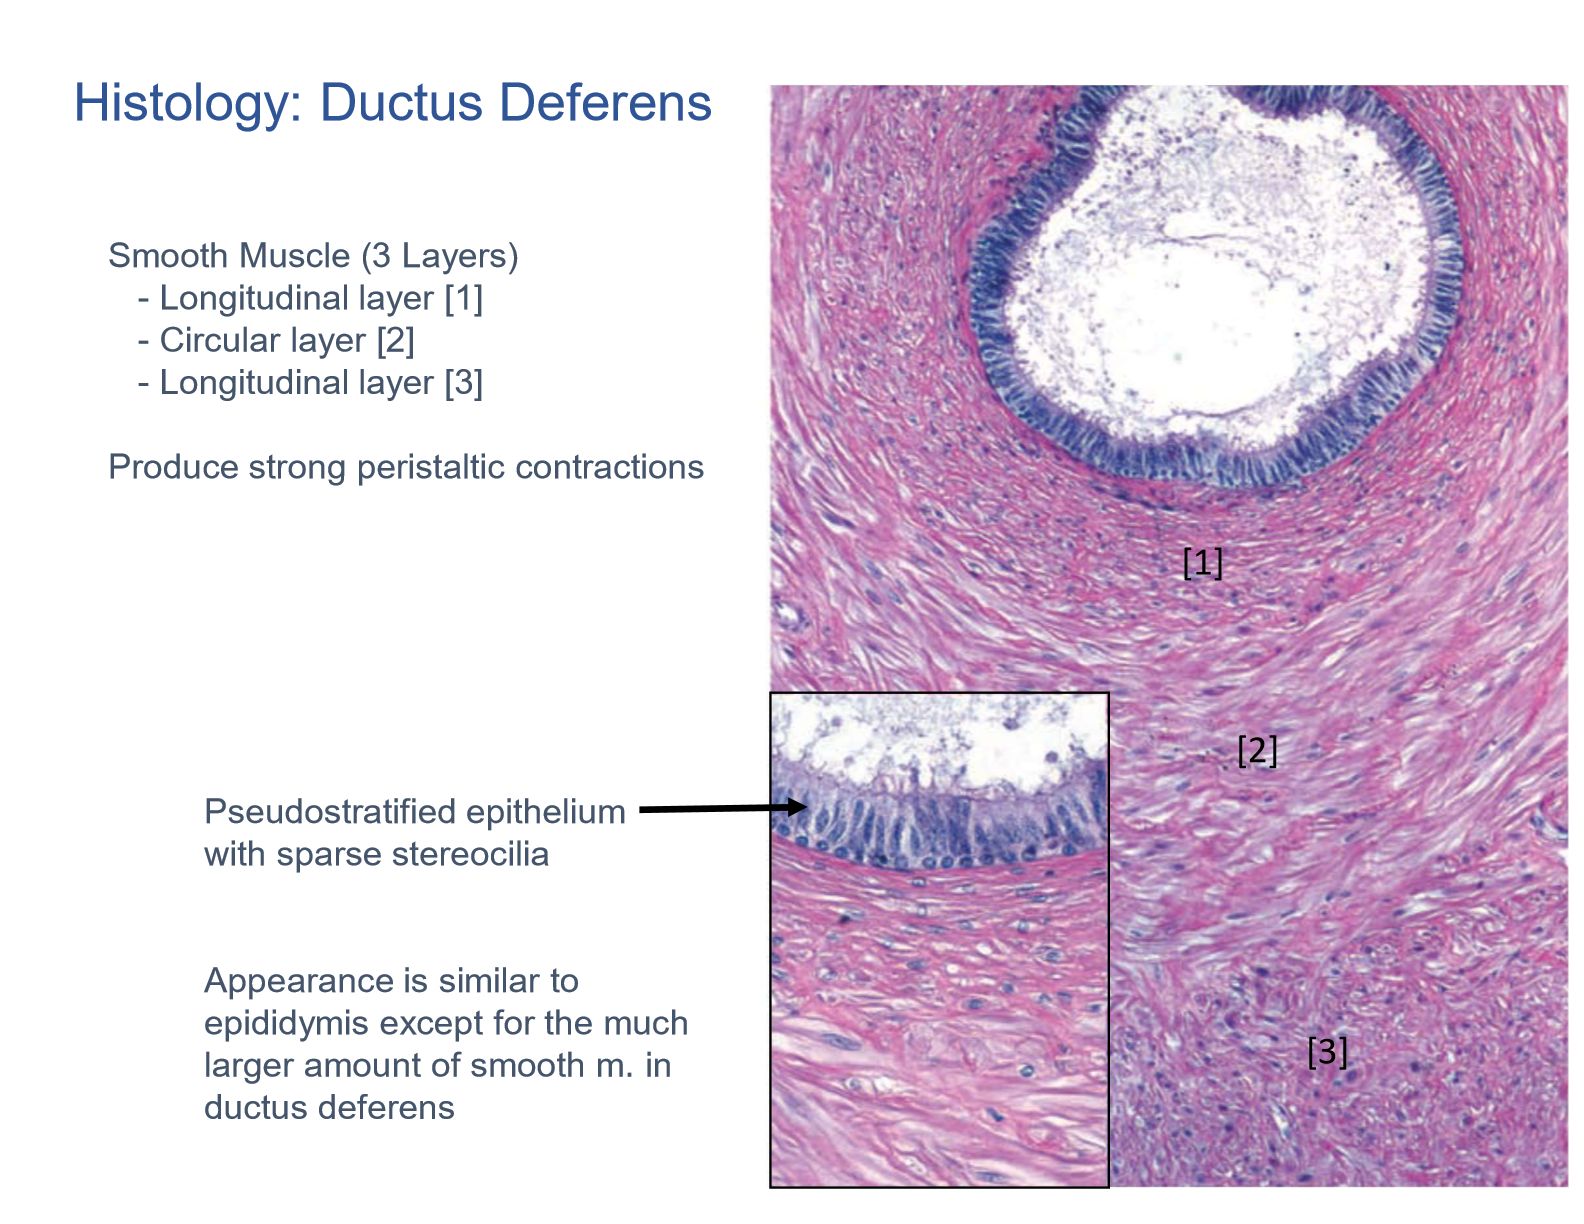 Histology: Ductus Deferens
Smooth Muscle (3 Layers)
- Longitudinal layer [1]
- Circular layer [2]
- Longitudinal layer [3]
Produce strong peristaltic contractions
[1]
[2]
Pseudostratified epithelium
with sparse stereocilia
Appearance is similar to
epididymis except for the much
larger amount of smooth m. in
ductus deferens
[3]